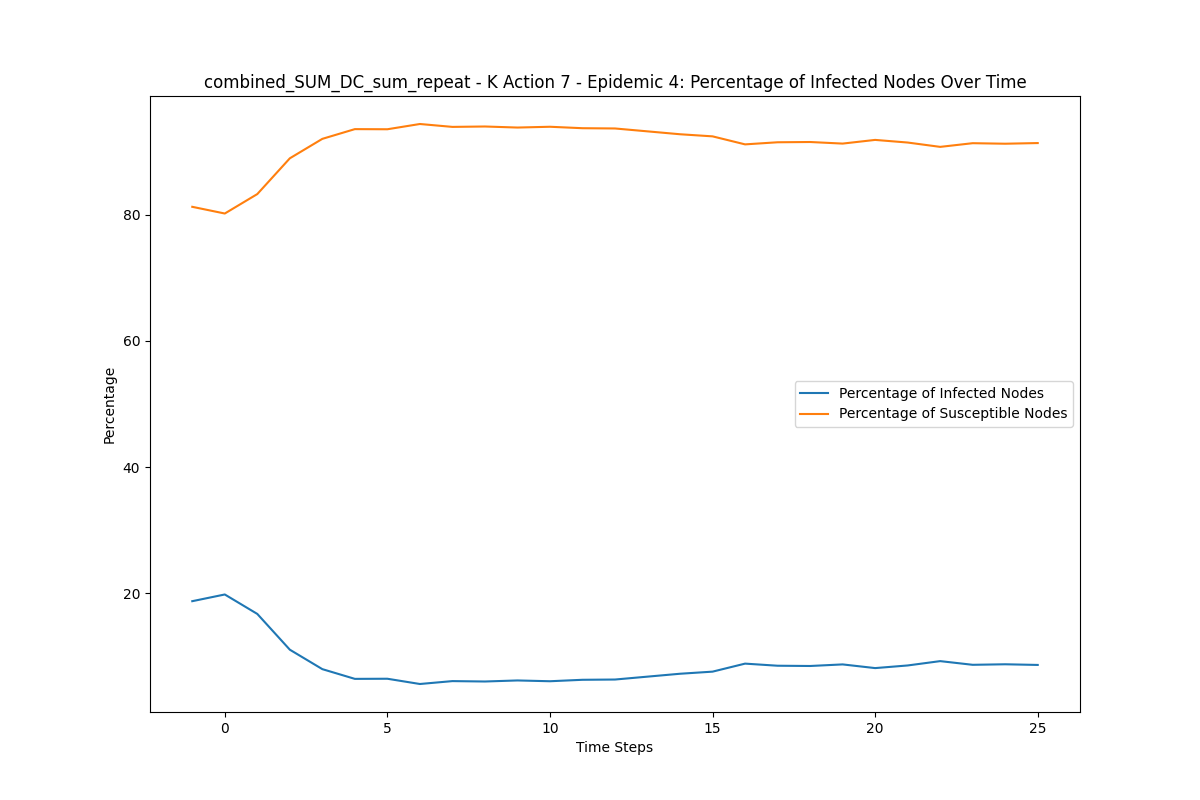 combined_SUM_DC_sum_repeat - K Action 7 - Epidemic 4: Percentage of Infected Nodes Over Time
80
60
40
20
Percentage
Percentage of Infected Nodes
Percentage of Susceptible Nodes
0 5 10 15 20 25
Time Steps